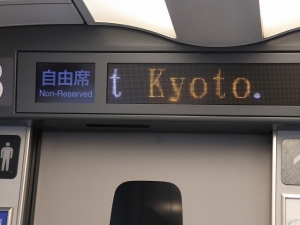 自由席
Non-Reserved
t Kyoto.